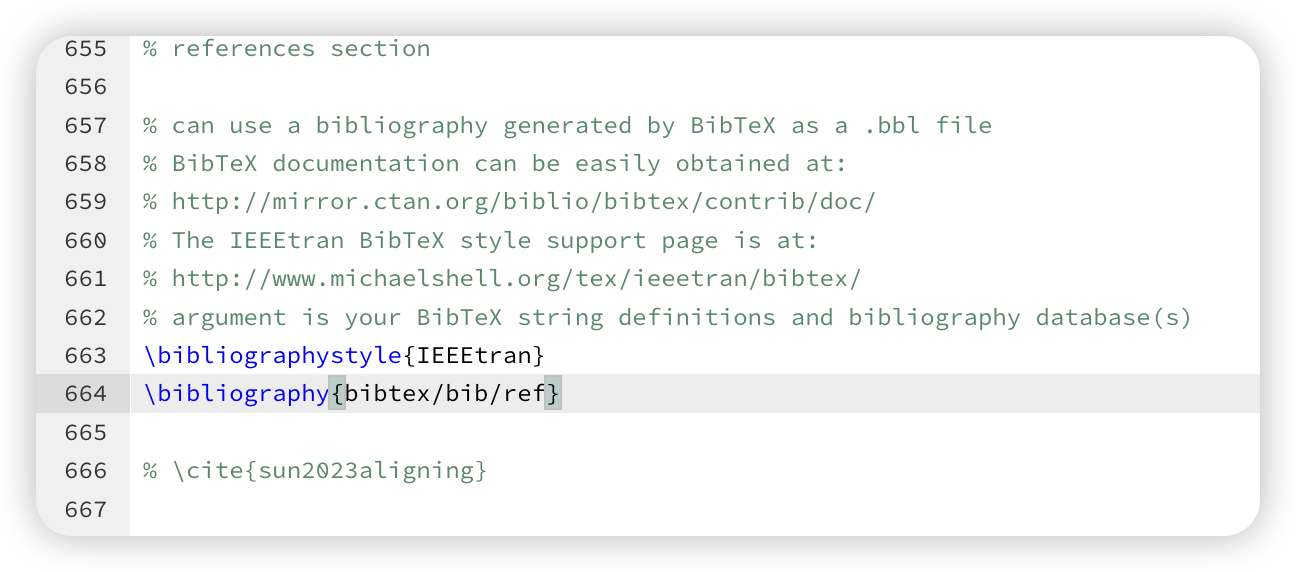 655 % references section
656
657 % can use a bibliography generated by BibTeX as a .bbl file
658 % BibTeX documentation can be easily obtained at:
659 % http://mirror.ctan.org/biblio/bibtex/contrib/doc/
660 % The IEEEtran BibTeX style support page is at:
661 % http://www.michaelshell.org/tex/ieeetran/bibtex/
662 % argument is your BibTeX string definitions and bibliography database(s)
663 \bibliographystyle{IEEEtran}
664 \bibliography{bibtex/bib/ref}
665
666 % \cite{sun2023aligning}
667